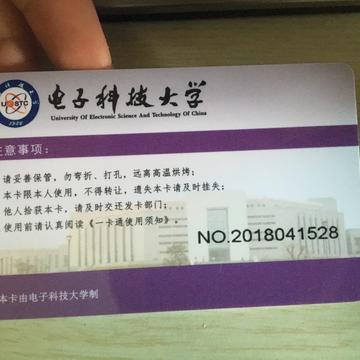 电子科技大学
University Of Electronic Science And Technology Of China
UESTC
1956
注意事项：
请妥善保管，勿弯折、打孔，远离高温烘烤；
本卡限本人使用，不得转让，遗失本卡请及时挂失；
他人拾获本卡，请及时交还发卡部门；
使用前请认真阅读《一卡通使用须知》。
NO.2018041528
本卡由电子科技大学制